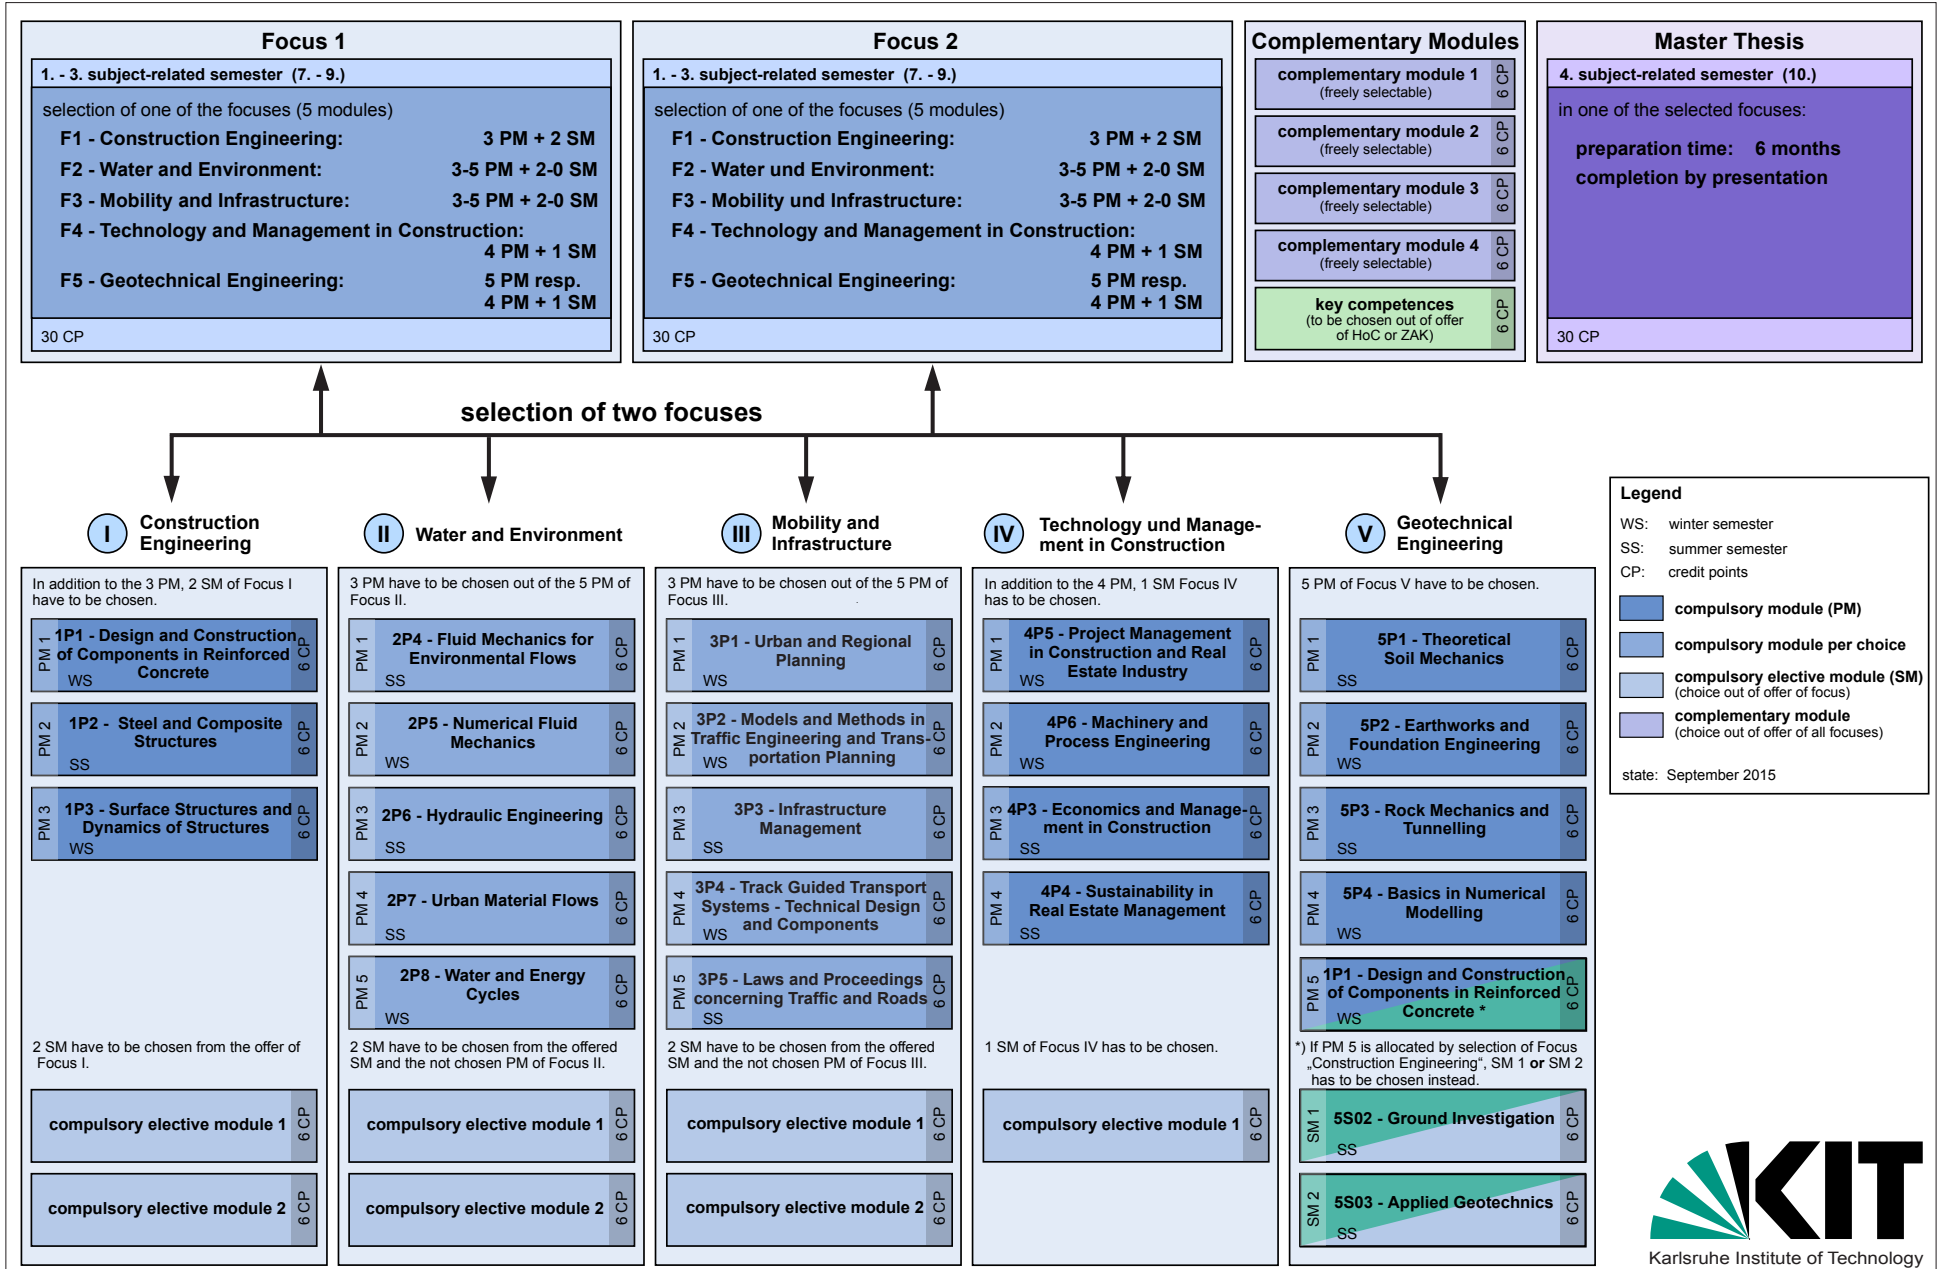 Focus 1
1. - 3. subject-related semester (7. - 9.)
selection of one of the focuses (5 modules)
F1 - Construction Engineering: 3 PM + 2 SM
F2 - Water and Environment: 3-5 PM + 2-0 SM
F3 - Mobility and Infrastructure: 3-5 PM + 2-0 SM
F4 - Technology and Management in Construction:
4 PM + 1 SM
F5 - Geotechnical Engineering: 5 PM resp.
4 PM + 1 SM
30 CP
Focus 2
1. - 3. subject-related semester (7. - 9.)
selection of one of the focuses (5 modules)
F1 - Construction Engineering: 3 PM + 2 SM
F2 - Water und Environment: 3-5 PM + 2-0 SM
F3 - Mobility und Infrastructure: 3-5 PM + 2-0 SM
F4 - Technology and Management in Construction:
4 PM + 1 SM
F5 - Geotechnical Engineering: 5 PM resp.
4 PM + 1 SM
30 CP
Complementary Modules
complementary module 1
(freely selectable)
6 CP
complementary module 2
(freely selectable)
6 CP
complementary module 3
(freely selectable)
6 CP
complementary module 4
(freely selectable)
6 CP
key competences
(to be chosen out of offer
of HoC or ZAK)
6 CP
Master Thesis
4. subject-related semester (10.)
in one of the selected focuses:
preparation time: 6 months
completion by presentation
30 CP
selection of two focuses
I
Construction
Engineering
In addition to the 3 PM, 2 SM of Focus I
have to be chosen.
PM 1
1P1 - Design and Construction
of Components in Reinforced
Concrete
WS
6 CP
PM 2
1P2 - Steel and Composite
Structures
SS
6 CP
PM 3
1P3 - Surface Structures and
Dynamics of Structures
WS
6 CP
2 SM have to be chosen from the offer of
Focus I.
compulsory elective module 1
6 CP
compulsory elective module 2
6 CP
II
Water and Environment
3 PM have to be chosen out of the 5 PM of
Focus II.
PM 1
2P4 - Fluid Mechanics for
Environmental Flows
SS
6 CP
PM 2
2P5 - Numerical Fluid
Mechanics
WS
6 CP
PM 3
2P6 - Hydraulic Engineering
SS
6 CP
PM 4
2P7 - Urban Material Flows
SS
6 CP
PM 5
2P8 - Water and Energy
Cycles
WS
6 CP
2 SM have to be chosen from the offered
SM and the not chosen PM of Focus II.
compulsory elective module 1
6 CP
compulsory elective module 2
6 CP
III
Mobility and
Infrastructure
3 PM have to be chosen out of the 5 PM of
Focus III.
PM 1
3P1 - Urban and Regional
Planning
WS
6 CP
PM 2
3P2 - Models and Methods in
Traffic Engineering and Trans-
portation Planning
WS
6 CP
PM 3
3P3 - Infrastructure
Management
SS
6 CP
PM 4
3P4 - Track Guided Transport
Systems - Technical Design
and Components
WS
6 CP
PM 5
3P5 - Laws and Proceedings
concerning Traffic and Roads
SS
6 CP
2 SM have to be chosen from the offered
SM and the not chosen PM of Focus III.
compulsory elective module 1
6 CP
compulsory elective module 2
6 CP
IV
Technology und Manage-
ment in Construction
In addition to the 4 PM, 1 SM Focus IV
has to be chosen.
PM 1
4P5 - Project Management
in Construction and Real
Estate Industry
WS
6 CP
PM 2
4P6 - Machinery and
Process Engineering
WS
6 CP
PM 3
4P3 - Economics and Manage-
ment in Construction
SS
6 CP
PM 4
4P4 - Sustainability in
Real Estate Management
SS
6 CP
1 SM of Focus IV has to be chosen.
compulsory elective module 1
6 CP
V
Geotechnical
Engineering
5 PM of Focus V have to be chosen.
PM 1
5P1 - Theoretical
Soil Mechanics
SS
6 CP
PM 2
5P2 - Earthworks and
Foundation Engineering
WS
6 CP
PM 3
5P3 - Rock Mechanics and
Tunnelling
SS
6 CP
PM 4
5P4 - Basics in Numerical
Modelling
WS
6 CP
PM 5
1P1 - Design and Construction
of Components in Reinforced
Concrete *
WS
6 CP
*) If PM 5 is allocated by selection of Focus
„Construction Engineering“, SM 1 or SM 2
has to be chosen instead.
SM 1
5S02 - Ground Investigation
SS
6 CP
SM 2
5S03 - Applied Geotechnics
SS
6 CP
Legend
WS: winter semester
SS: summer semester
CP: credit points
compulsory module (PM)
compulsory module per choice
compulsory elective module (SM)
(choice out of offer of focus)
complementary module
(choice out of offer of all focuses)
state: September 2015
KIT
Karlsruhe Institute of Technology